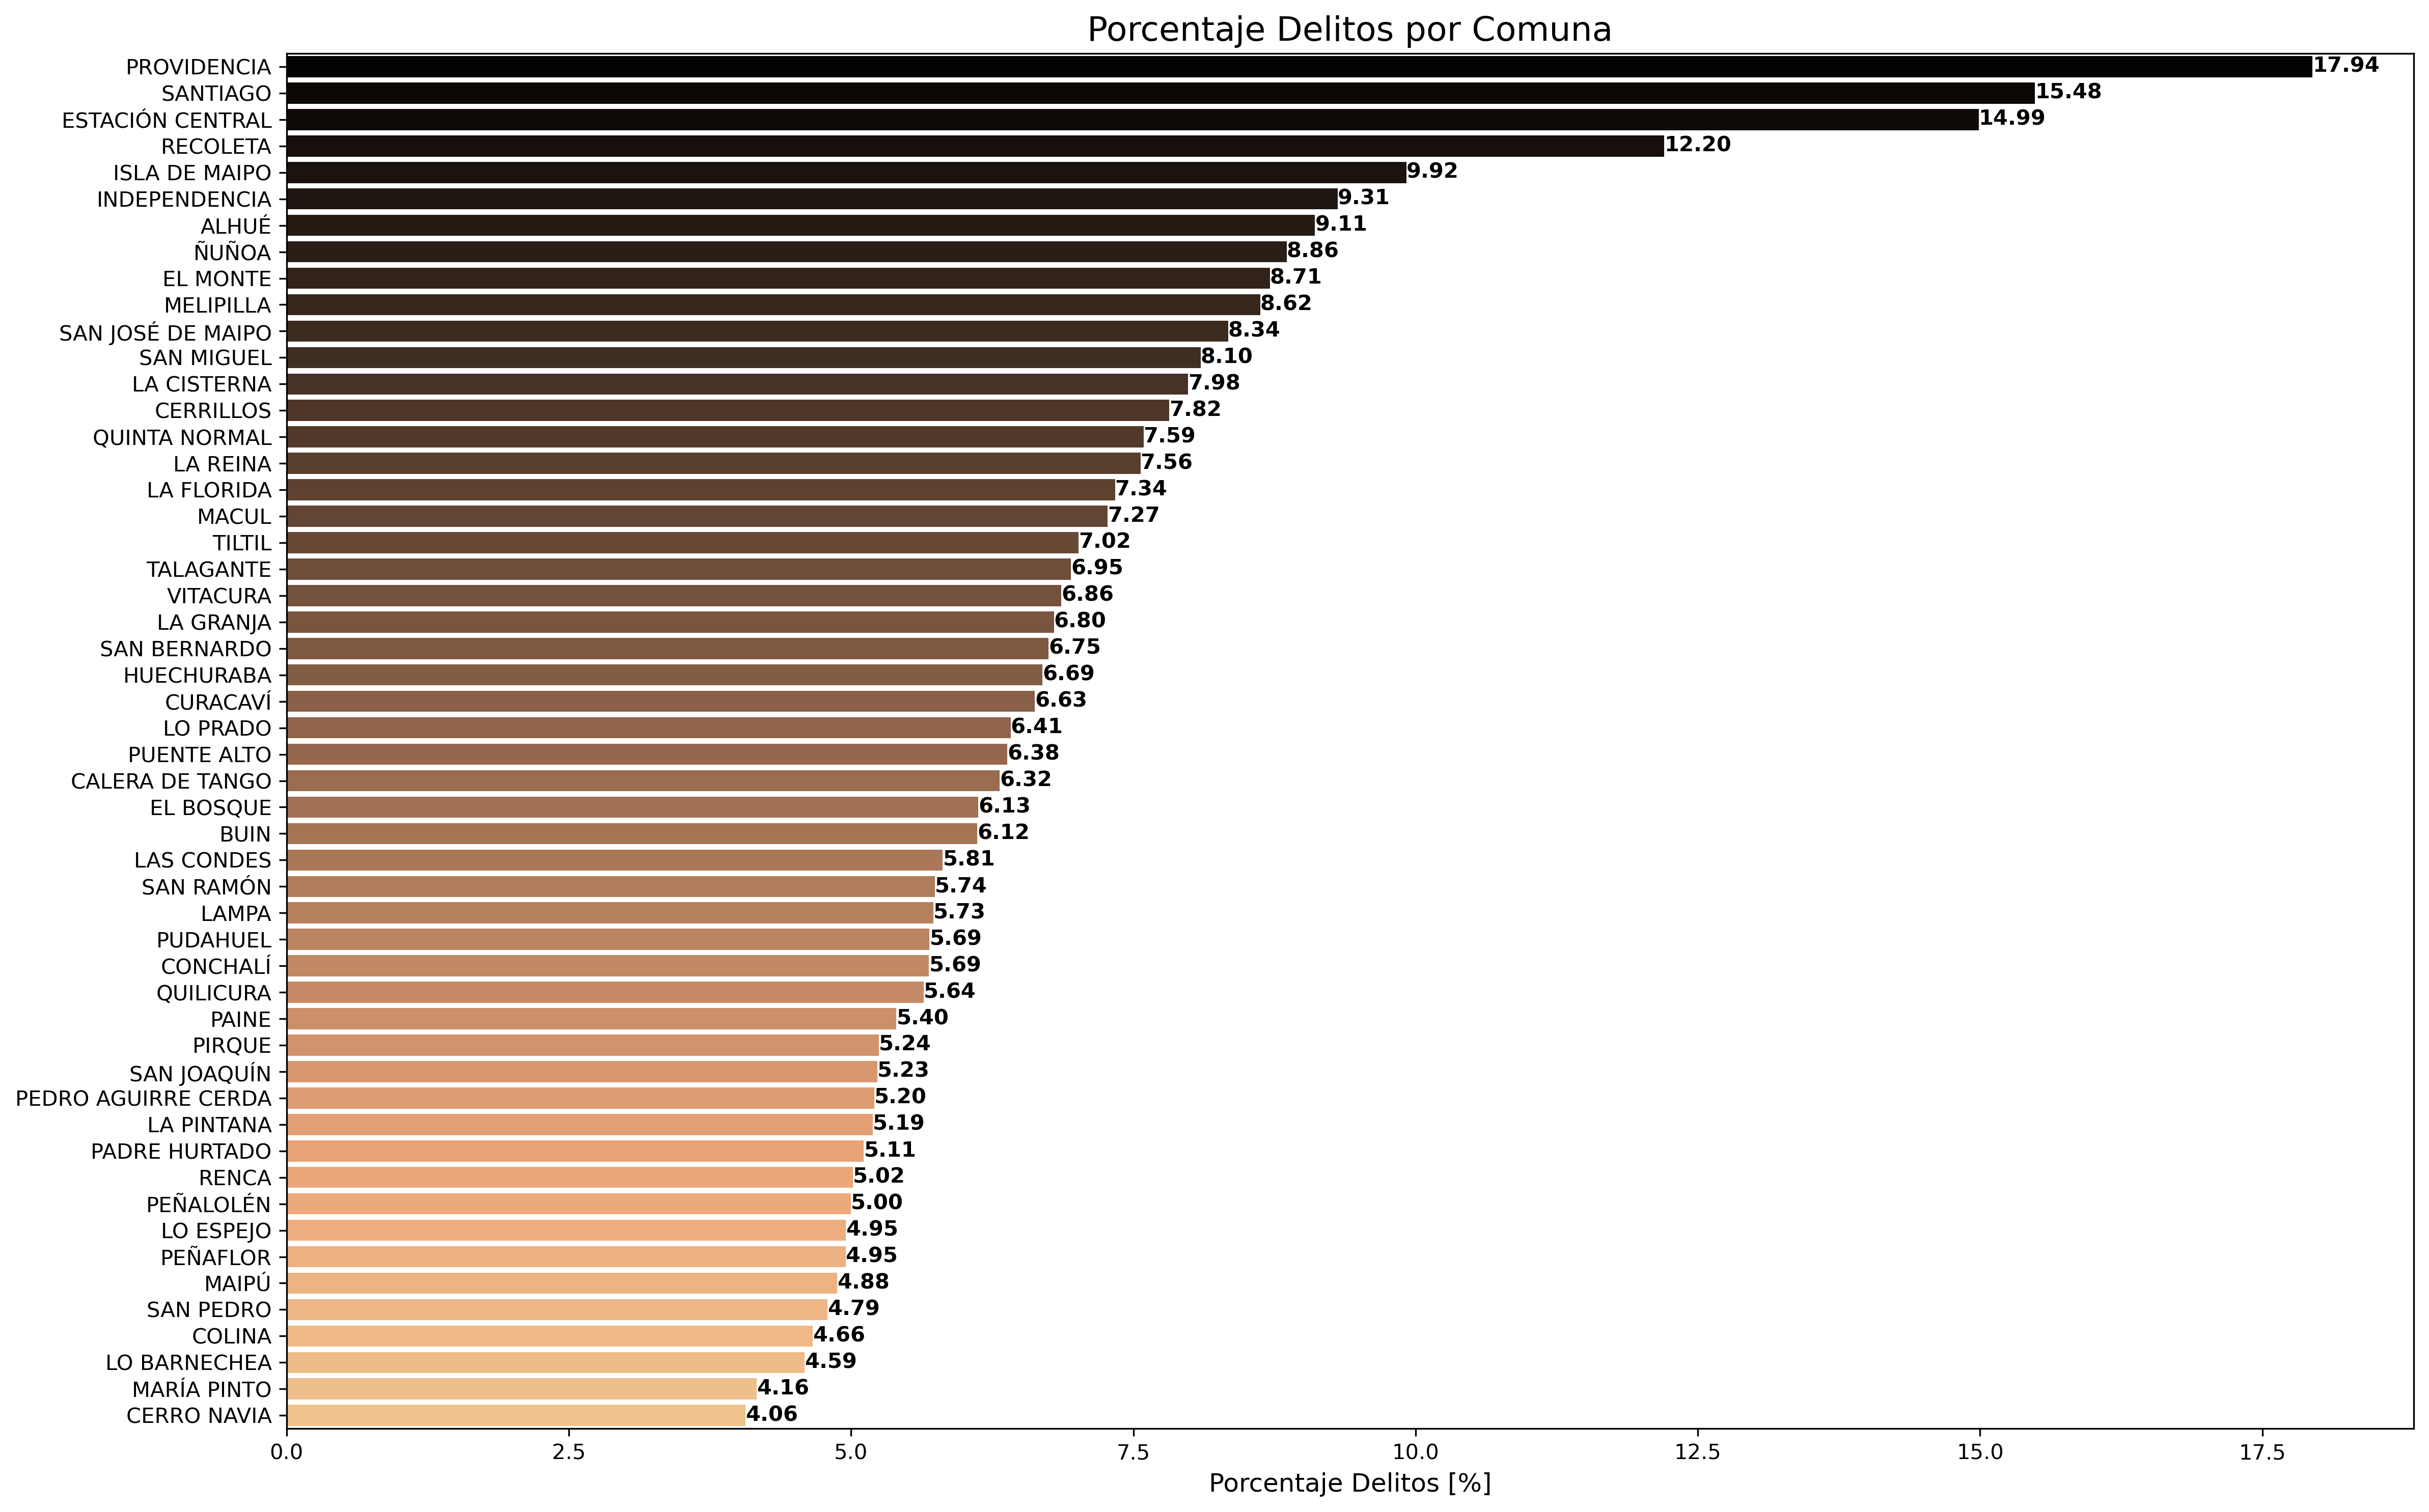 Porcentaje Delitos por Comuna
PROVIDENCIA 17.94
SANTIAGO 15.48
ESTACIÓN CENTRAL 14.99
RECOLETA 12.20
ISLA DE MAIPO 9.92
INDEPENDENCIA 9.31
ALHUÉ 9.11
ÑUÑOA 8.86
EL MONTE 8.71
MELIPILLA 8.62
SAN JOSÉ DE MAIPO 8.34
SAN MIGUEL 8.10
LA CISTERNA 7.98
CERRILLOS 7.82
QUINTA NORMAL 7.59
LA REINA 7.56
LA FLORIDA 7.34
MACUL 7.27
TILTIL 7.02
TALAGANTE 6.95
VITACURA 6.86
LA GRANJA 6.80
SAN BERNARDO 6.75
HUECHURABA 6.69
CURACAVÍ 6.63
LO PRADO 6.41
PUENTE ALTO 6.38
CALERA DE TANGO 6.32
EL BOSQUE 6.13
BUIN 6.12
LAS CONDES 5.81
SAN RAMÓN 5.74
LAMPA 5.73
PUDAHUEL 5.69
CONCHALÍ 5.69
QUILICURA 5.64
PAINE 5.40
PIRQUE 5.24
SAN JOAQUÍN 5.23
PEDRO AGUIRRE CERDA 5.20
LA PINTANA 5.19
PADRE HURTADO 5.11
RENCA 5.02
PEÑALOLÉN 5.00
LO ESPEJO 4.95
PEÑAFLOR 4.95
MAIPÚ 4.88
SAN PEDRO 4.79
COLINA 4.66
LO BARNECHEA 4.59
MARÍA PINTO 4.16
CERRO NAVIA 4.06
0.0 2.5 5.0 7.5 10.0 12.5 15.0 17.5
Porcentaje Delitos [%]